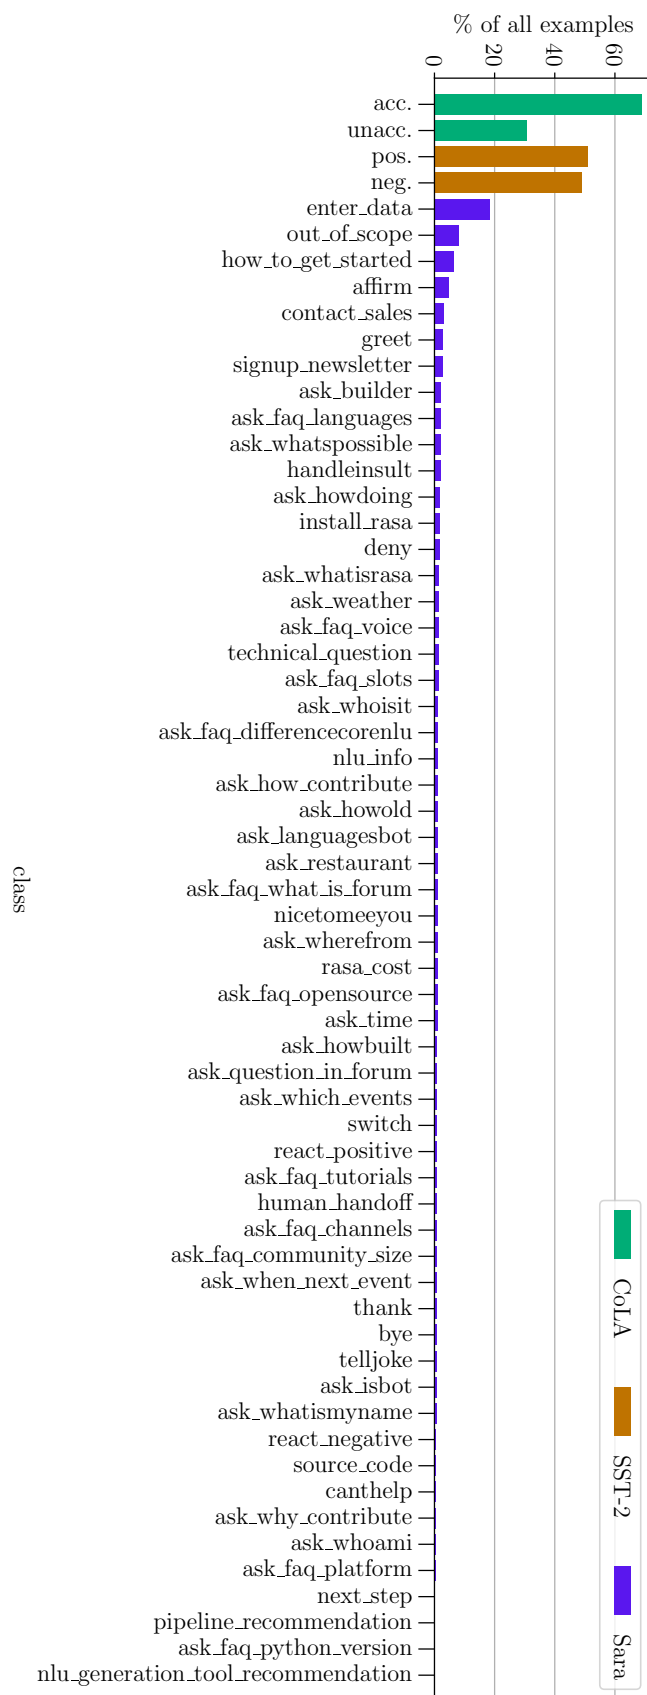 % of all examples
0
20
40
60
acc.
unacc.
pos.
neg.
enter_data
out_of_scope
how_to_get_started
affirm
contact_sales
greet
signup_newsletter
ask_builder
ask_faq_languages
ask_whatspossible
handleinsult
ask_howdoing
install_rasa
deny
ask_whatisrasa
ask_weather
ask_faq_voice
technical_question
ask_faq_slots
ask_whoisit
ask_faq_differencecorenlu
nlu_info
ask_how_contribute
ask_howold
ask_languagesbot
ask_restaurant
ask_faq_what_is_forum
nicetomeeyou
ask_wherefrom
rasa_cost
ask_faq_opensource
ask_time
ask_howbuilt
ask_question_in_forum
ask_which_events
switch
react_positive
ask_faq_tutorials
human_handoff
ask_faq_channels
ask_faq_community_size
ask_when_next_event
thank
bye
telljoke
ask_isbot
ask_whatismyname
react_negative
source_code
canthelp
ask_why_contribute
ask_whoami
ask_faq_platform
next_step
pipeline_recommendation
ask_faq_python_version
nlu_generation_tool_recommendation
class
CoLA
SST-2
Sara